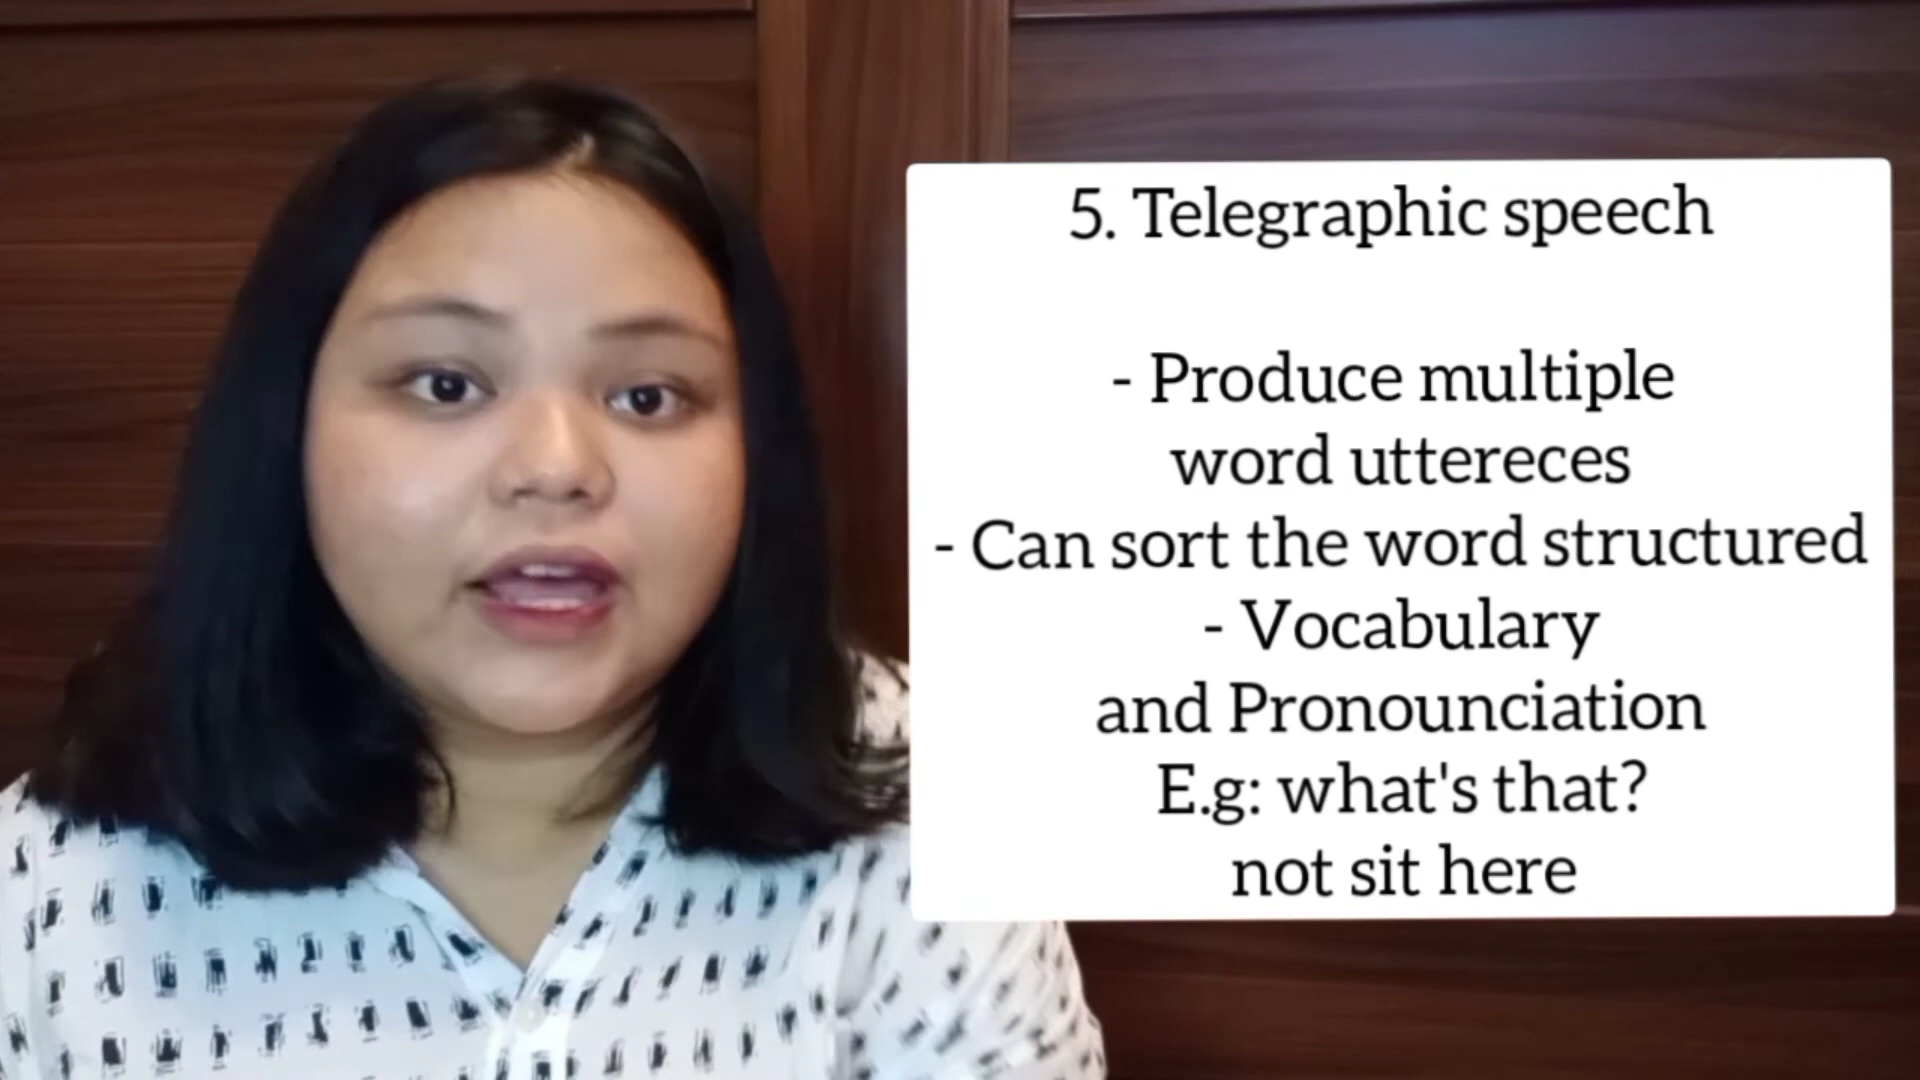 5. Telegraphic speech
- Produce multiple
word uttereces
- Can sort the word structured
- Vocabulary
and Pronounciation
E.g: what's that?
not sit here